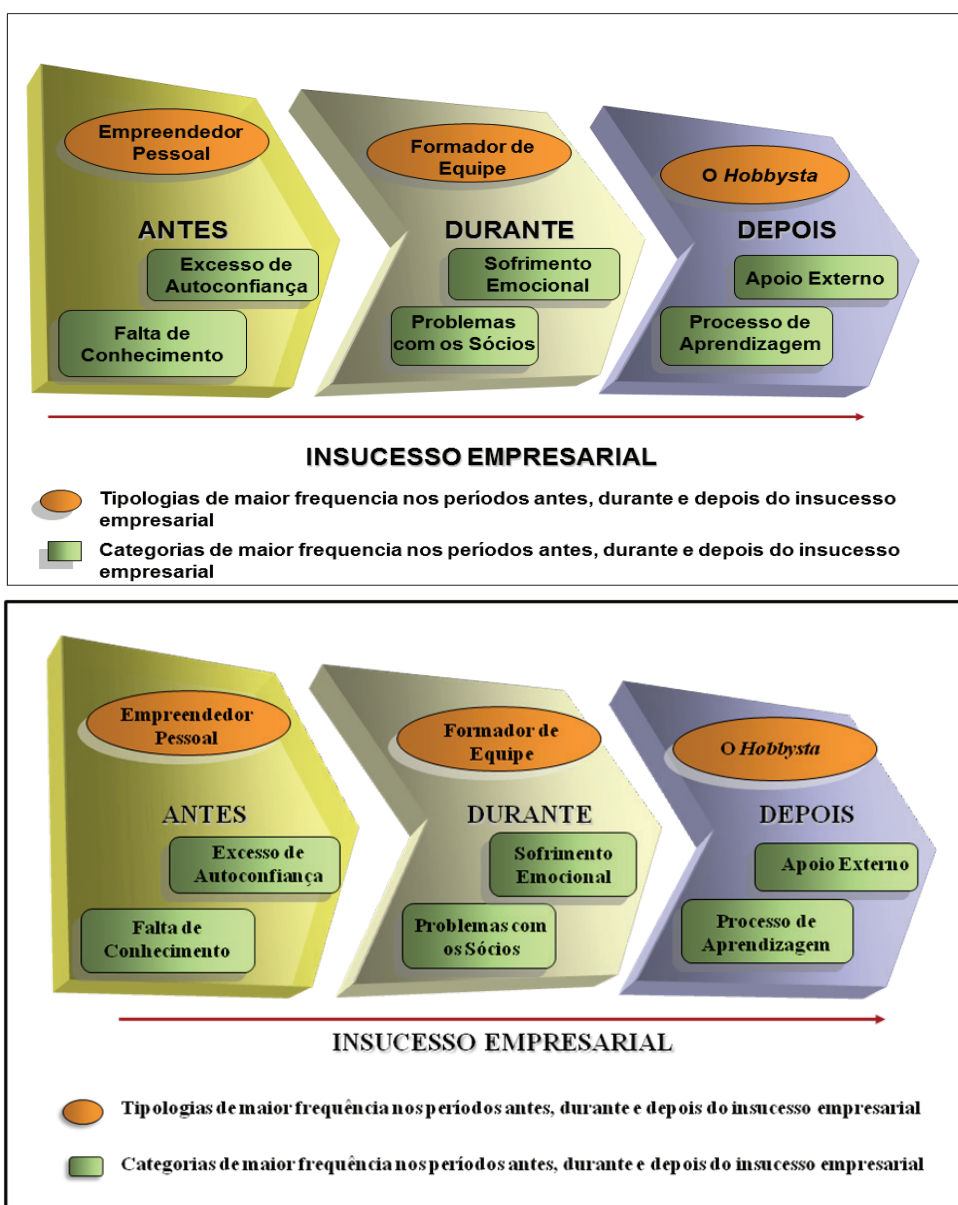 Empreendedor
Pessoal
ANTES
Excesso de
Autoconfiança
Falta de
Conhecimento
Formador de
Equipe
DURANTE
Sofrimento
Emocional
Problemas
com os Sócios
O Hobbysta
DEPOIS
Apoio Externo
Processo de
Aprendizagem
INSUCESSO EMPRESARIAL
Tipologias de maior frequencia nos períodos antes, durante e depois do insucesso
empresarial
Categorias de maior frequencia nos períodos antes, durante e depois do insucesso
empresarial
Empreendedor
Pessoal
ANTES
Excesso de
Autoconfiança
Falta de
Conhecimento
Formador de
Equipe
DURANTE
Sofrimento
Emocional
Problemas com
os Sócios
O Hobbysta
DEPOIS
Apoio Externo
Processo de
Aprendizagem
INSUCESSO EMPRESARIAL
Tipologias de maior frequência nos períodos antes, durante e depois do insucesso empresarial
Categorias de maior frequência nos períodos antes, durante e depois do insucesso empresarial